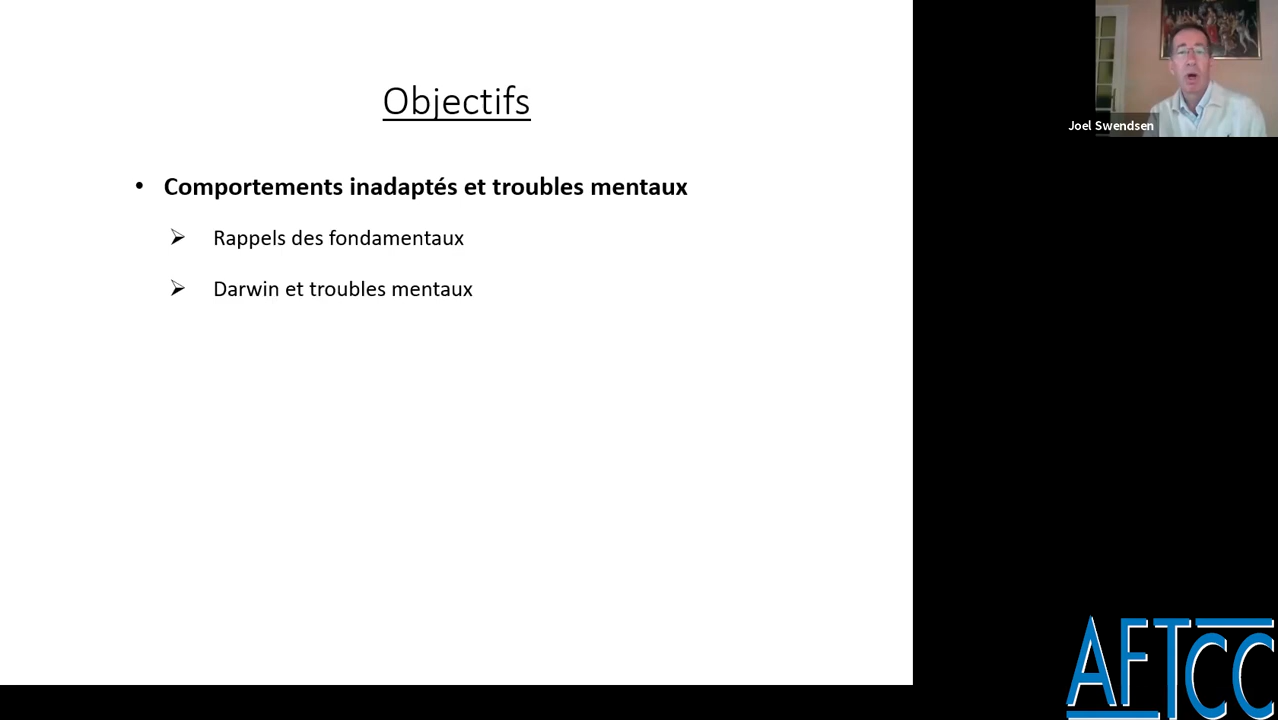 Objectifs
• Comportements inadaptés et troubles mentaux
➢ Rappels des fondamentaux
➢ Darwin et troubles mentaux
Joel Swendsen
AFTCC